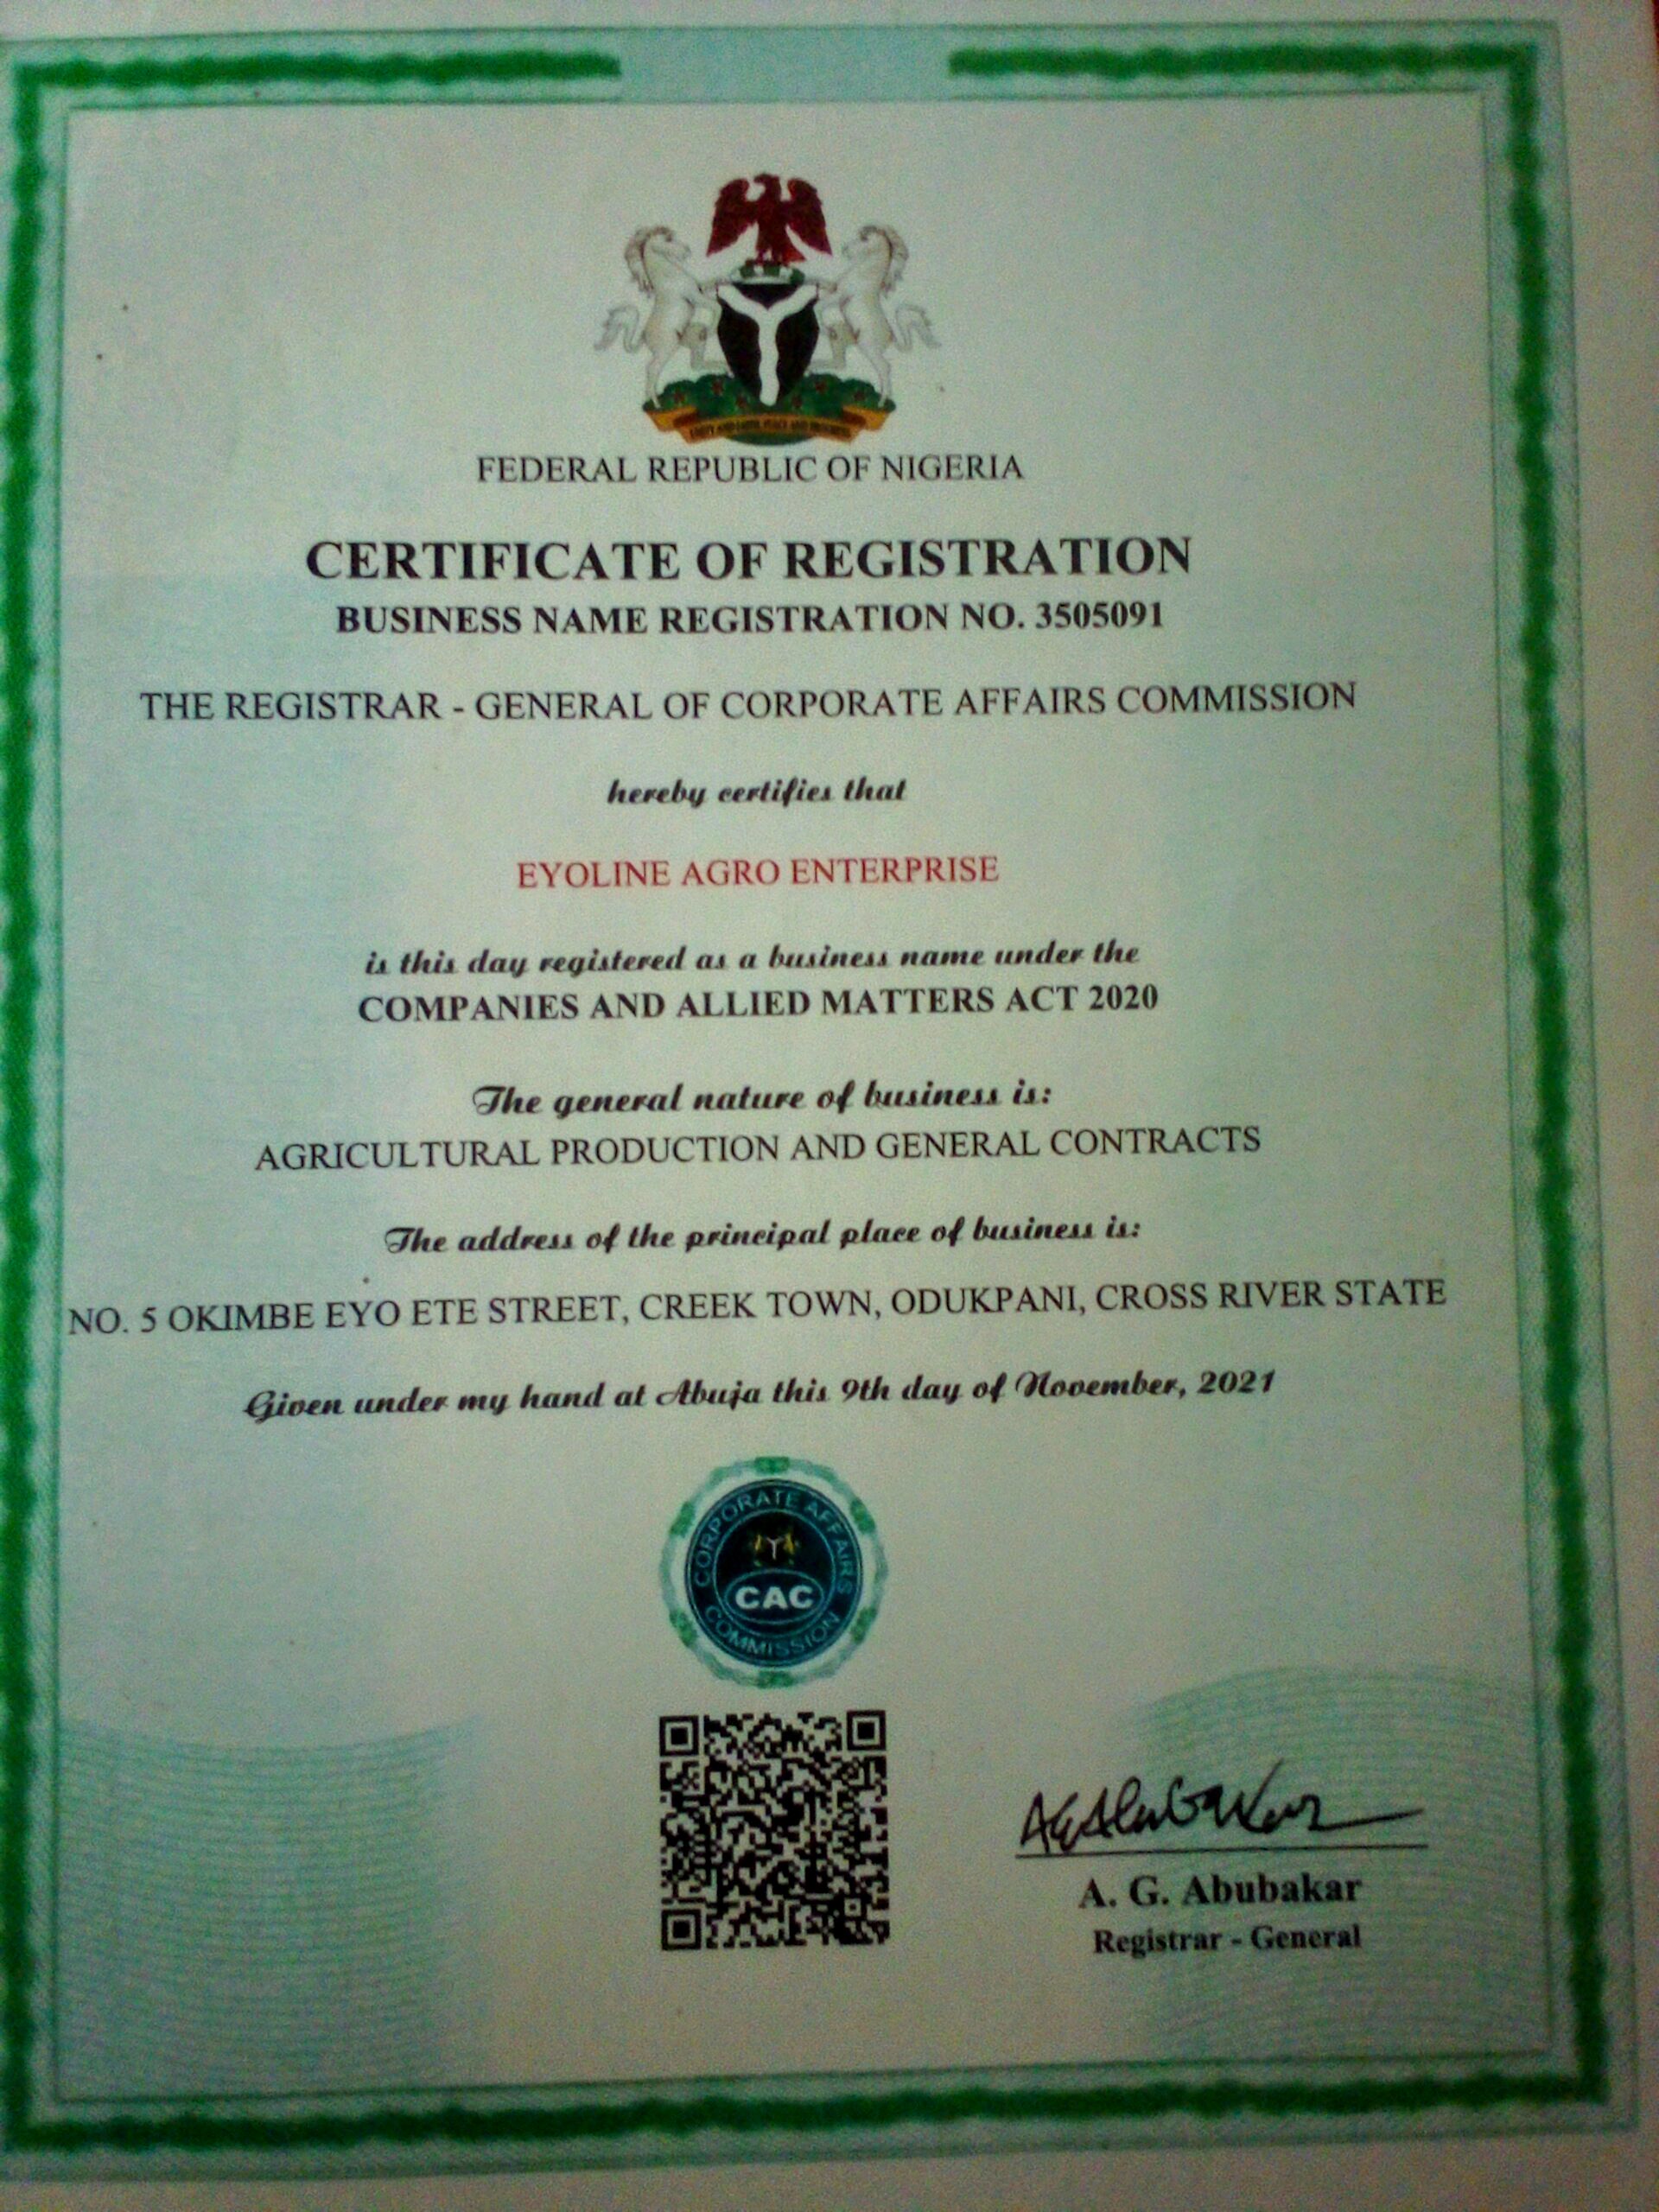 FEDERAL REPUBLIC OF NIGERIA
CERTIFICATE OF REGISTRATION
BUSINESS NAME REGISTRATION NO. 3505091
THE REGISTRAR - GENERAL OF CORPORATE AFFAIRS COMMISSION
hereby certifies that
EYOLINE AGRO ENTERPRISE
is this day registered as a business name under the
COMPANIES AND ALLIED MATTERS ACT 2020
The general nature of business is:
AGRICULTURAL PRODUCTION AND GENERAL CONTRACTS
The address of the principal place of business is:
NO. 5 OKIMBE EYO ETE STREET, CREEK TOWN, ODUKPANI, CROSS RIVER STATE
Given under my hand at Abuja this 9th day of November, 2021
CORPORATE AFFAIRS
CAC
COMMISSION
A. G. Abubakar
Registrar - General